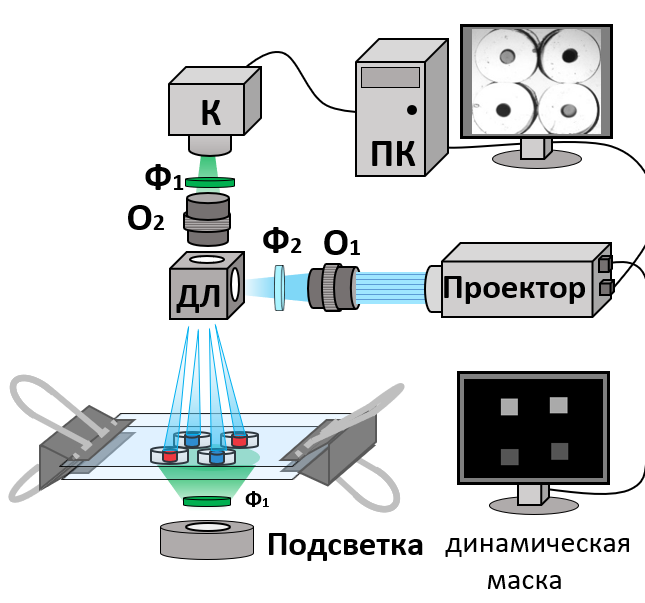 К
ПК
Ф1
О2
Ф2
О1
ДЛ
Проектор
Ф1
Подсветка
динамическая
маска